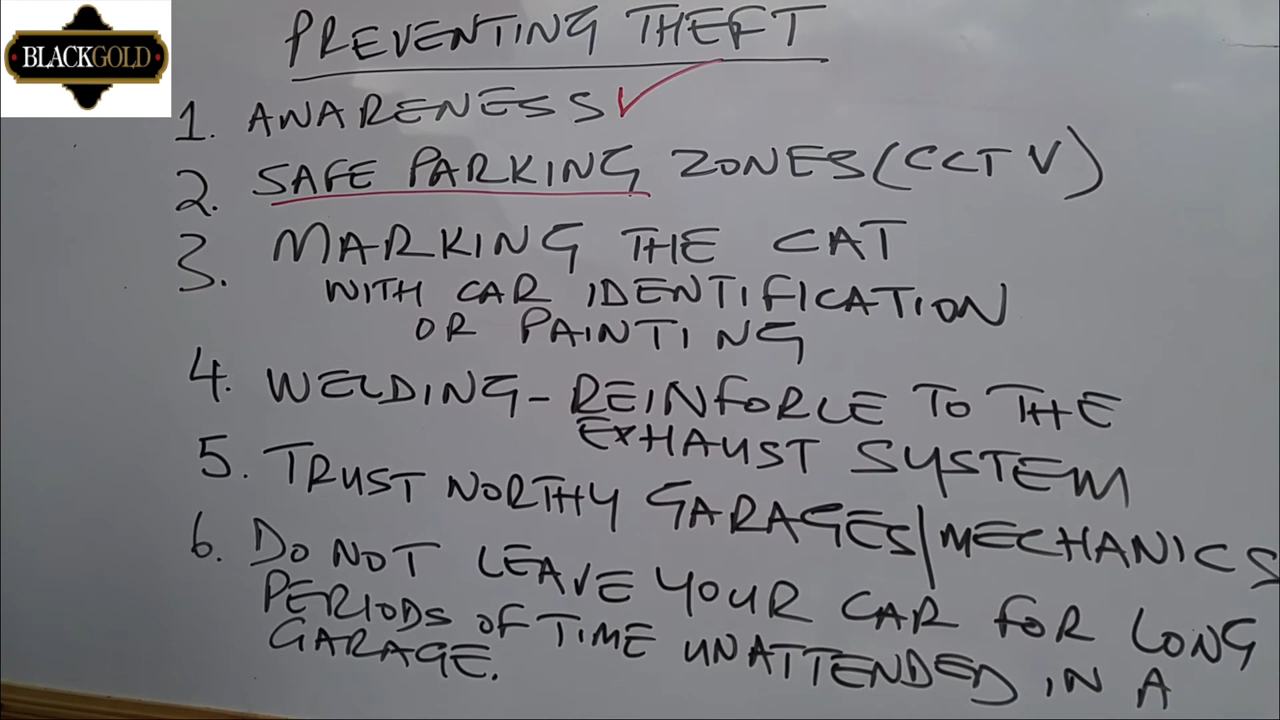 BLACKGOLD
PREVENTING THEFT
1. AWARENESS ✓
2. SAFE PARKING ZONES (CCTV)
3. MARKING THE CAT
WITH CAR IDENTIFICATION
OR PAINTING
4. WELDING - REINFORCE TO THE
EXHAUST SYSTEM
5. TRUST WORTHY GARAGES/MECHANICS
6. DO NOT LEAVE YOUR CAR FOR LONG
PERIODS OF TIME UNATTENDED IN A
GARAGE.